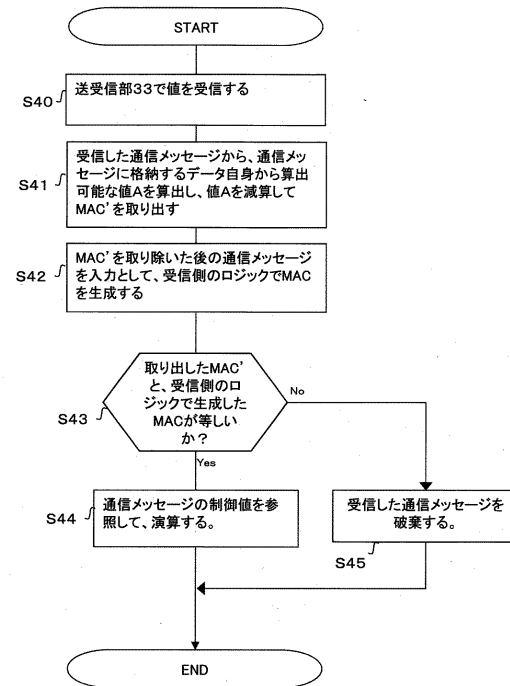 START
S40
送受信部33で値を受信する
S41
受信した通信メッセージから、通信メッ
セージに格納するデータ自身から算出
可能な値Aを算出し、値Aを減算して
MAC'を取り出す
S42
MAC'を取り除いた後の通信メッセージ
を入力として、受信側のロジックでMAC
を生成する
S43
取り出したMAC'
と、受信側のロ
ジックで生成した
MACが等しい
か？
No
Yes
S44
通信メッセージの制御値を参
照して、演算する。
受信した通信メッセージを
破棄する。
S45
END